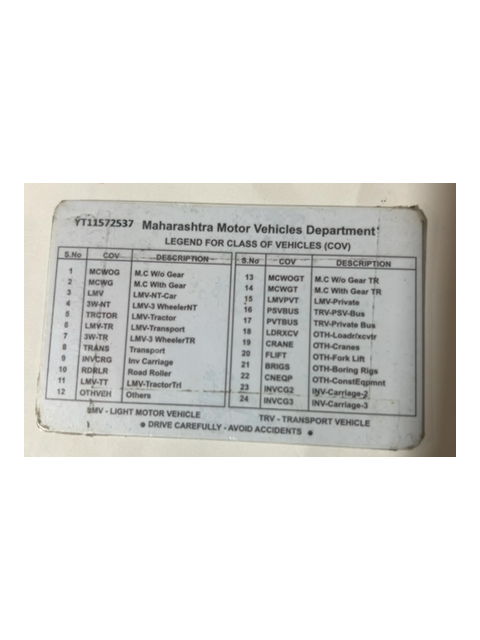 YT11572537 Maharashtra Motor Vehicles Department
LEGEND FOR CLASS OF VEHICLES (COV)
S.No COV DESCRIPTION S.No COV DESCRIPTION
1 MCWOG M.C W/o Gear 13 MCWOGT M.C W/o Gear TR
2 MCWG M.C With Gear 14 MCWGT M.C With Gear TR
3 LMV LMV-NT-Car 15 LMVPVT LMV-Private
4 3W-NT LMV-3 WheelerNT 16 PSVBUS TRV-PSV-Bus
5 TRCTOR LMV-Tractor 17 PVTBUS TRV-Private Bus
6 LMV-TR LMV-Transport 18 LDRXCV OTH-Loadr/xcvtr
7 3W-TR LMV-3 WheelerTR 19 CRANE OTH-Cranes
8 TRANS Transport 20 FLIFT OTH-Fork Lift
9 INVCRG Inv Carriage 21 BRIGS OTH-Boring Rigs
10 RDRLR Road Roller 22 CNEQP OTH-ConstEqpmnt
11 LMV-TT LMV-TractorTrl 23 INVCG2 INV-Carriage-2
12 OTHVEH Others 24 INVCG3 INV-Carriage-3
LMV - LIGHT MOTOR VEHICLE TRV - TRANSPORT VEHICLE
● DRIVE CAREFULLY - AVOID ACCIDENTS ●